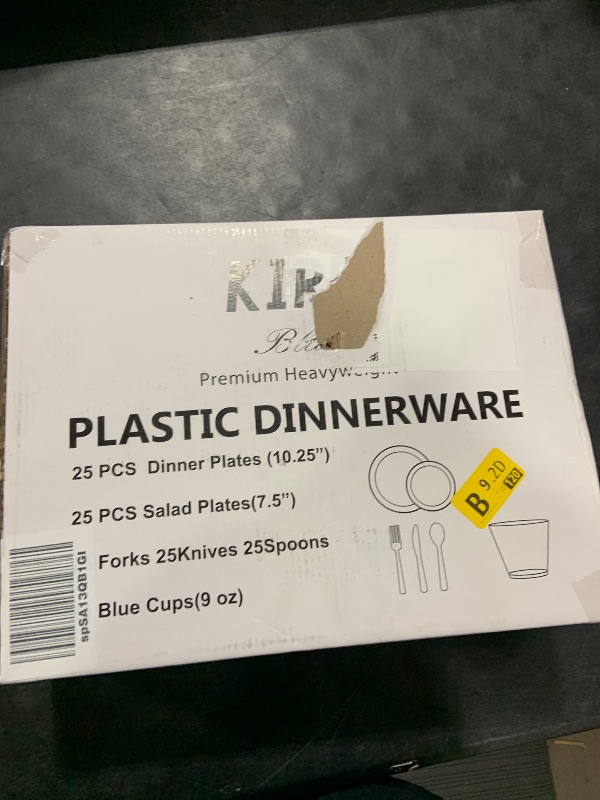 Premium Heavyweight
PLASTIC DINNERWARE
25 PCS Dinner Plates (10.25”)
25 PCS Salad Plates(7.5”)
Forks 25Knives 25Spoons
Blue Cups(9 oz)
spSA13QB1GI
B 9.20
120